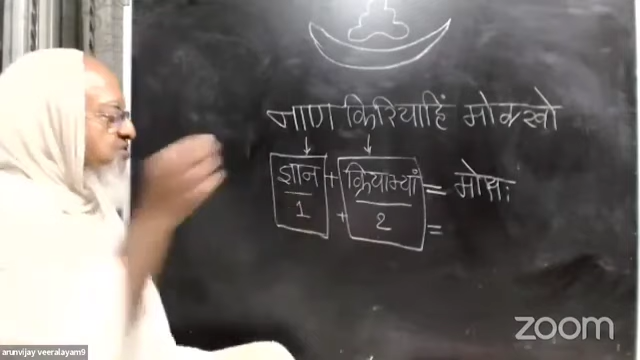 नाण किरियाहिं मोक्खो
ज्ञान + क्रियाभ्यां = मोक्षः
1 + 2 =
zoom
arunvijay veeralayam9